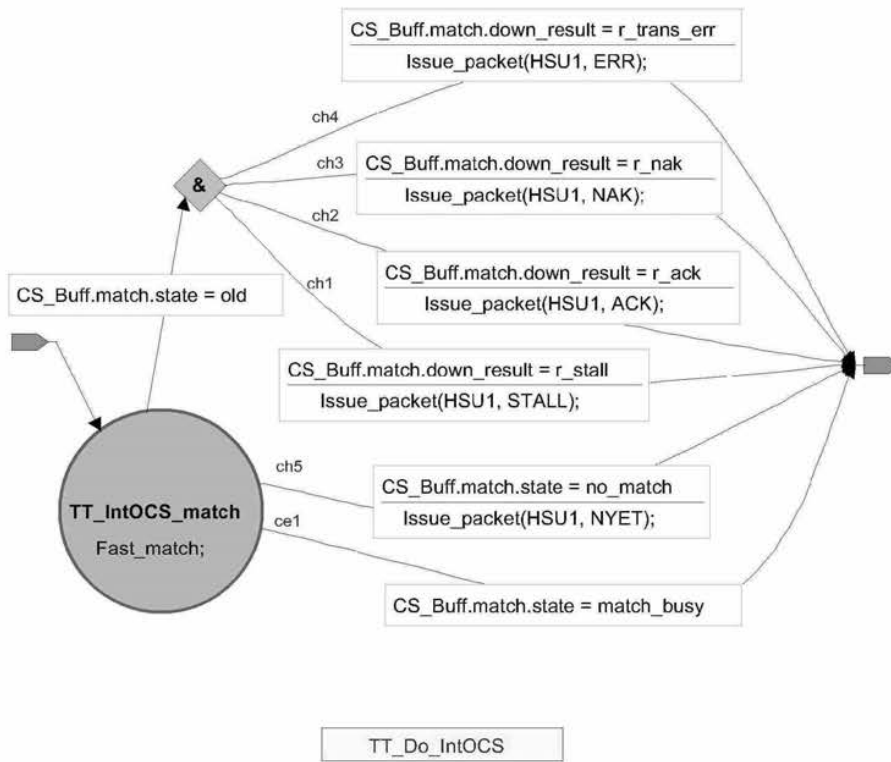 CS_Buff.match.down_result = r_trans_err
Issue_packet(HSU1, ERR);
ch4
ch3
CS_Buff.match.down_result = r_nak
Issue_packet(HSU1, NAK);
&
ch2
CS_Buff.match.down_result = r_ack
Issue_packet(HSU1, ACK);
CS_Buff.match.state = old
ch1
CS_Buff.match.down_result = r_stall
Issue_packet(HSU1, STALL);
ch5
CS_Buff.match.state = no_match
Issue_packet(HSU1, NYET);
TT_IntOCS_match
Fast_match;
ce1
CS_Buff.match.state = match_busy
TT_Do_IntOCS